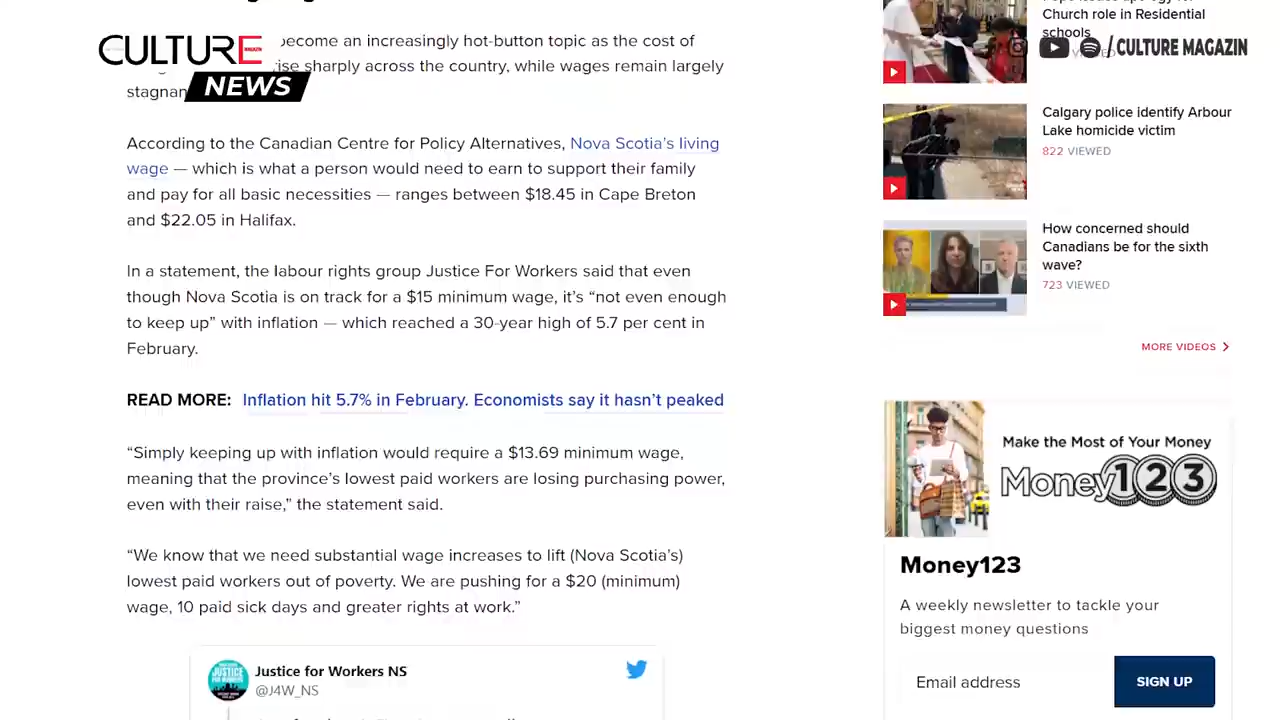 CULTURE
MAGAZIN
NEWS
become an increasingly hot-button topic as the cost of
rise sharply across the country, while wages remain largely
stagnan
According to the Canadian Centre for Policy Alternatives, Nova Scotia's living
wage — which is what a person would need to earn to support their family
and pay for all basic necessities — ranges between $18.45 in Cape Breton
and $22.05 in Halifax.
In a statement, the labour rights group Justice For Workers said that even
though Nova Scotia is on track for a $15 minimum wage, it's “not even enough
to keep up” with inflation — which reached a 30-year high of 5.7 per cent in
February.
READ MORE: Inflation hit 5.7% in February. Economists say it hasn't peaked
“Simply keeping up with inflation would require a $13.69 minimum wage,
meaning that the province's lowest paid workers are losing purchasing power,
even with their raise,” the statement said.
“We know that we need substantial wage increases to lift (Nova Scotia's)
lowest paid workers out of poverty. We are pushing for a $20 (minimum)
wage, 10 paid sick days and greater rights at work.”
Justice for Workers NS
@J4W_NS
Church role in Residential
schools
/ CULTURE MAGAZIN
Calgary police identify Arbour
Lake homicide victim
822 VIEWED
How concerned should
Canadians be for the sixth
wave?
723 VIEWED
MORE VIDEOS
Make the Most of Your Money
Money123
Money123
A weekly newsletter to tackle your
biggest money questions
Email address
SIGN UP